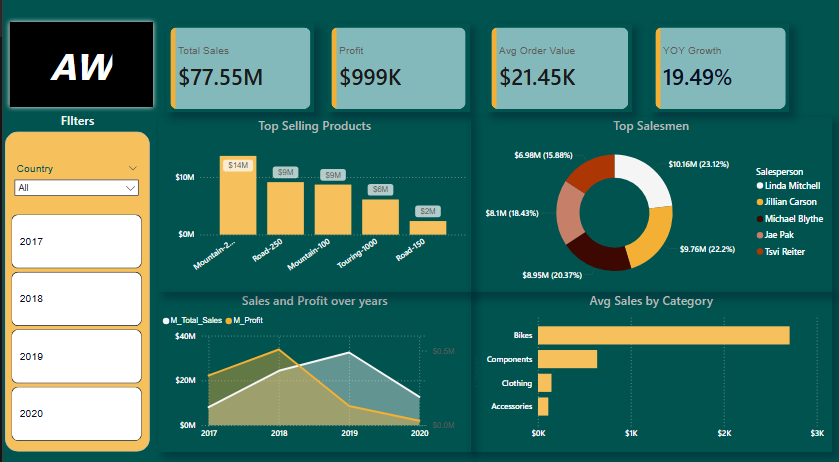 AW
Total Sales
$77.55M
Profit
$999K
Avg Order Value
$21.45K
YOY Growth
19.49%
FIlters
Country
All
2017
2018
2019
2020
Top Selling Products
$10M
$0M
$14M
$9M
$9M
$6M
$2M
Mountain-2...
Road-250
Mountain-100
Touring-1000
Road-150
Top Salesmen
$6.98M (15.88%)
$10.16M (23.12%)
$8.1M (18.43%)
$9.76M (22.2%)
$8.95M (20.37%)
Salesperson
Linda Mitchell
Jillian Carson
Michael Blythe
Jae Pak
Tsvi Reiter
Sales and Profit over years
M_Total_Sales M_Profit
$40M
$20M
$0M
$0.5M
$0.0M
2017 2018 2019 2020
Avg Sales by Category
Bikes
Components
Clothing
Accessories
$0K $1K $2K $3K